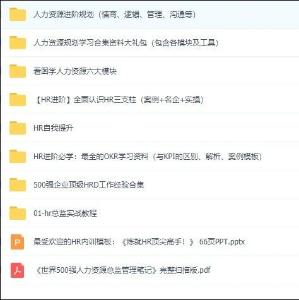 人力资源进阶规划（情商、逻辑、管理、沟通等）
人力资源规划学习合集资料大礼包（包含各模块及工具）
看图学人力资源六大模块
【HR进阶】全面认识HR三支柱（案例+名企+实操）
HR自我提升
HR进阶必学：最全的OKR学习资料（与KPI的区别、解析、案例模板）
500强企业顶级HRD工作经验合集
01-hr总监实战教程
最受欢迎的HR内训模板：《炼就HR顶尖高手！》 66页PPT.pptx
《世界500强人力资源总监管理笔记》完整扫描版.pdf